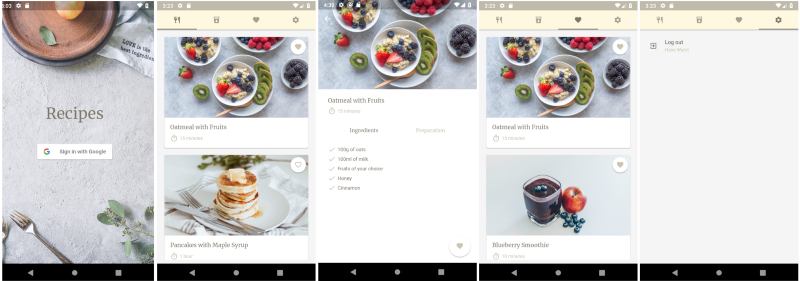 3:03
LOVE is the
best ingredient
Recipes
Sign in with Google
3:23
Oatmeal with Fruits
15 minutes
Pancakes with Maple Syrup
1 hour
4:30
Oatmeal with Fruits
15 minutes
Ingredients
Preparation
100g of oats
100ml of milk
Fruits of your choice
Honey
Cinnamon
3:23
Oatmeal with Fruits
15 minutes
Blueberry Smoothie
3:23
Log out